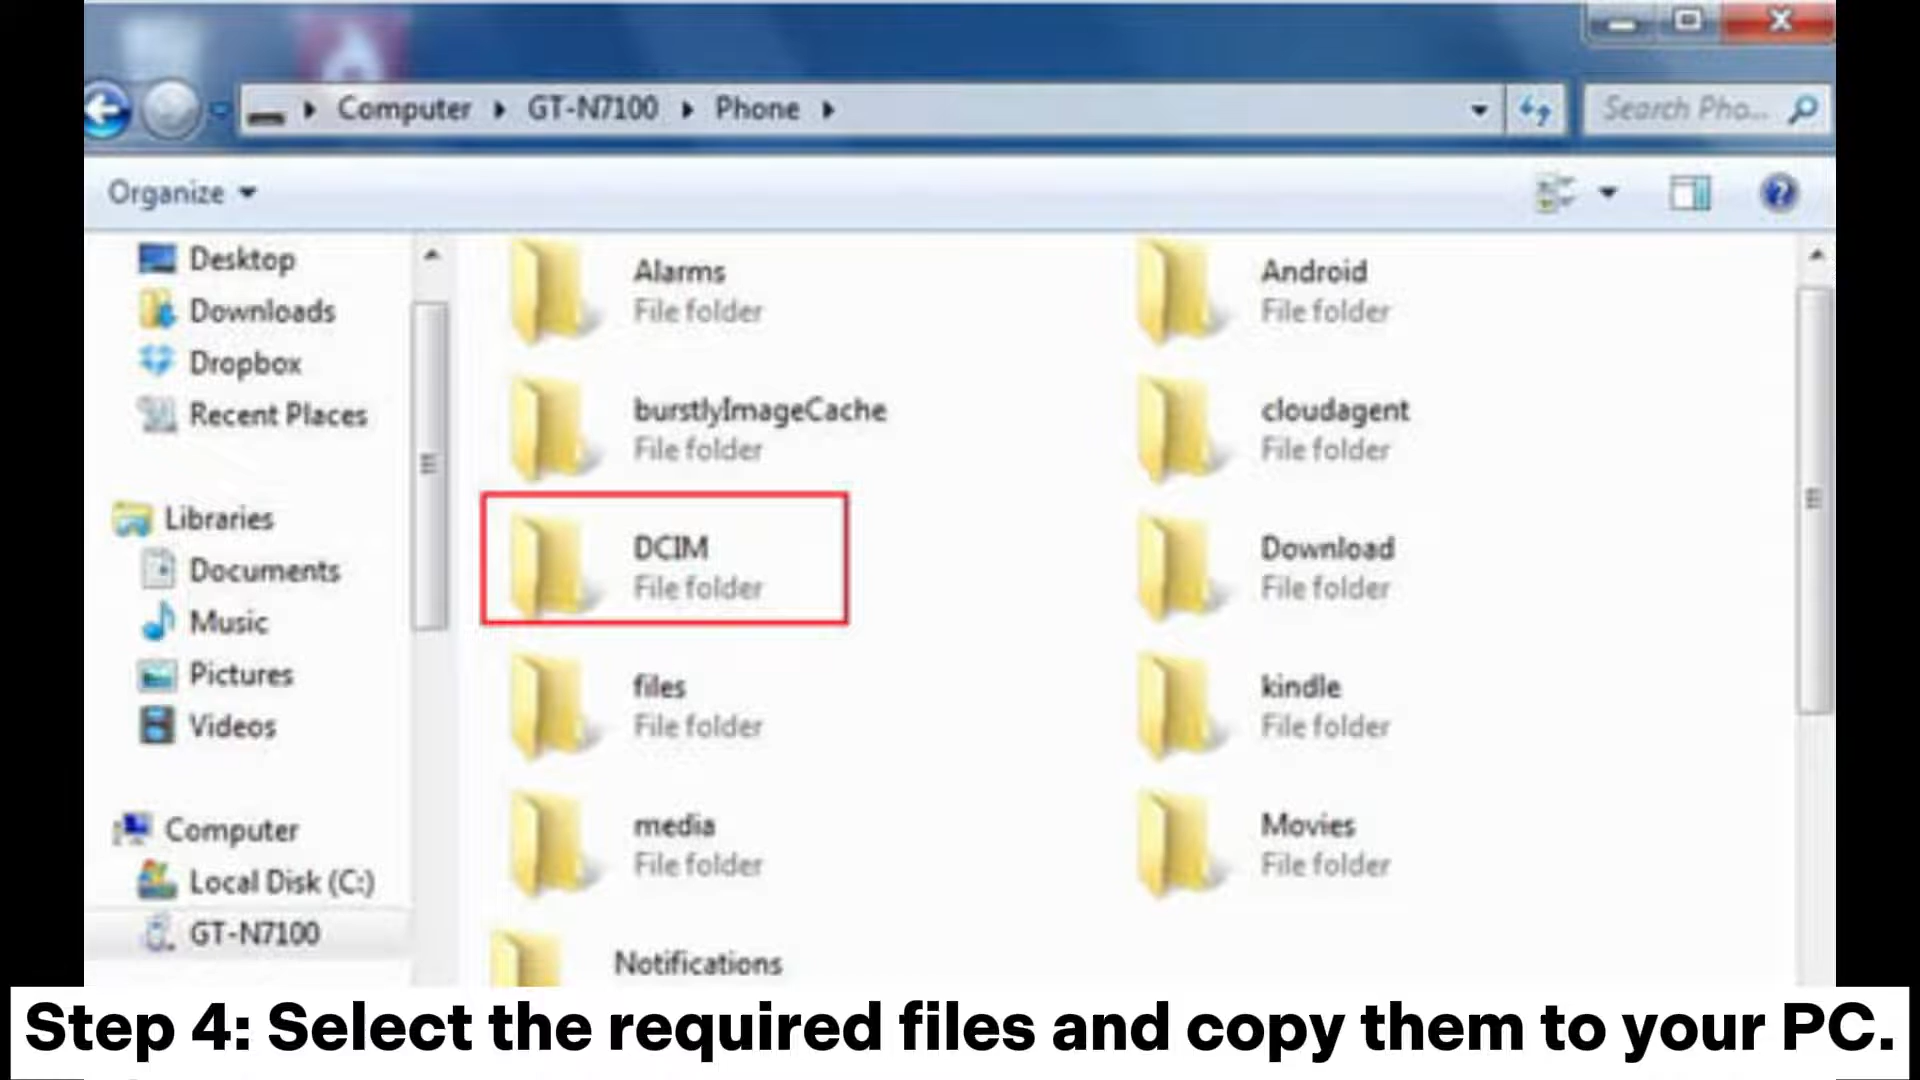 Computer GT-N7100 Phone
Search Pho...
Organize
Desktop
Downloads
Dropbox
Recent Places
Libraries
Documents
Music
Pictures
Videos
Computer
Local Disk (C:)
GT-N7100
Alarms
File folder
Android
File folder
burstlyImageCache
File folder
cloudagent
File folder
DCIM
File folder
Download
File folder
files
File folder
kindle
File folder
media
File folder
Movies
File folder
Notifications
Step 4: Select the required files and copy them to your PC.